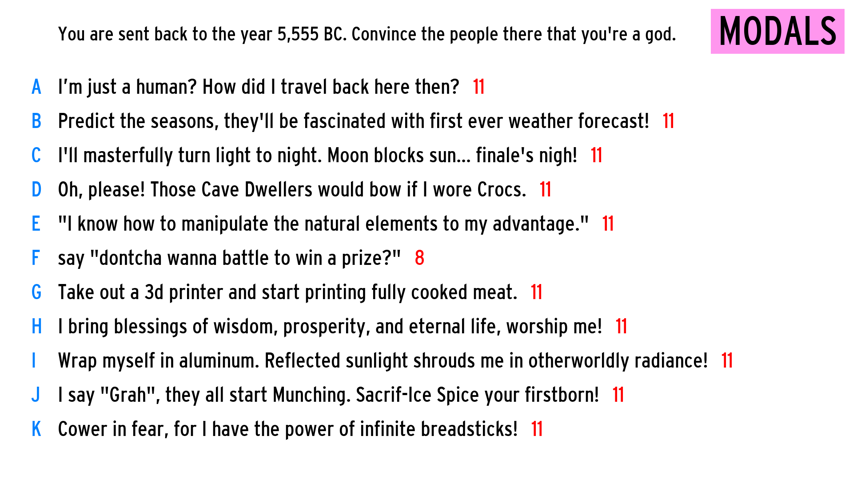 You are sent back to the year 5,555 BC. Convince the people there that you're a god. MODALS
A I'm just a human? How did I travel back here then? 11
B Predict the seasons, they'll be fascinated with first ever weather forecast! 11
C I'll masterfully turn light to night. Moon blocks sun... finale's nigh! 11
D Oh, please! Those Cave Dwellers would bow if I wore Crocs. 11
E "I know how to manipulate the natural elements to my advantage." 11
F say "dontcha wanna battle to win a prize?" 8
G Take out a 3d printer and start printing fully cooked meat. 11
H I bring blessings of wisdom, prosperity, and eternal life, worship me! 11
I Wrap myself in aluminum. Reflected sunlight shrouds me in otherworldly radiance! 11
J I say "Grah", they all start Munching. Sacrif-Ice Spice your firstborn! 11
K Cower in fear, for I have the power of infinite breadsticks! 11